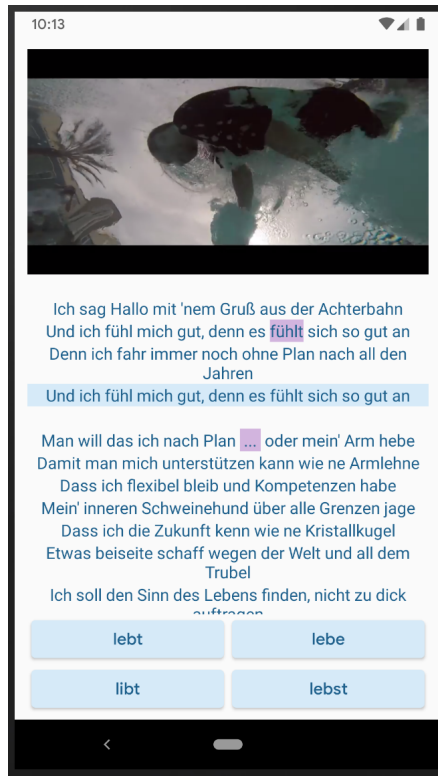 10:13
Ich sag Hallo mit 'nem Gruß aus der Achterbahn
Und ich fühl mich gut, denn es fühlt sich so gut an
Denn ich fahr immer noch ohne Plan nach all den
Jahren
Und ich fühl mich gut, denn es fühlt sich so gut an
Man will das ich nach Plan ... oder mein' Arm hebe
Damit man mich unterstützen kann wie ne Armlehne
Dass ich flexibel bleib und Kompetenzen habe
Mein' inneren Schweinehund über alle Grenzen jage
Dass ich die Zukunft kenn wie ne Kristallkugel
Etwas beiseite schaff wegen der Welt und all dem
Trubel
Ich soll den Sinn des Lebens finden, nicht zu dick
auftragen
lebt
lebe
libt
lebst